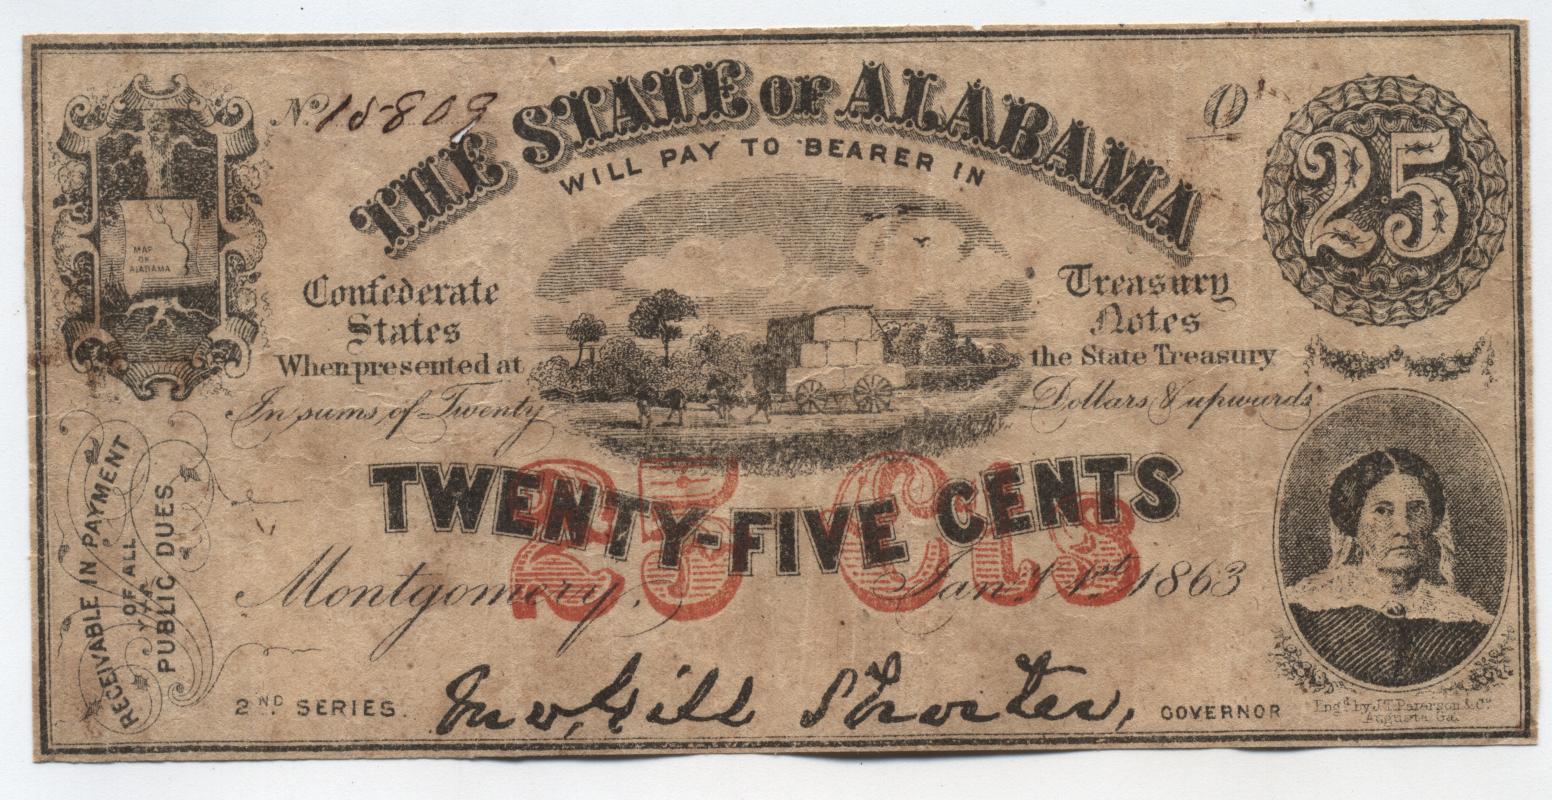 No. 15809
O
THE STATE OF ALABAMA
WILL PAY TO BEARER IN
25
MAP
OF
ALABAMA
Confederate
States
Treasury
Notes
When presented at
the State Treasury
In sums of Twenty
Dollars & upwards
TWENTY-FIVE CENTS
25 Cts
Montgomery, Jany. 1st. 1863
RECEIVABLE IN PAYMENT
OF ALL
PUBLIC DUES
2ND SERIES.
Jno, Gill Shorter,
GOVERNOR
Engd. by J.T. Paterson & Co.
Augusta Ga.